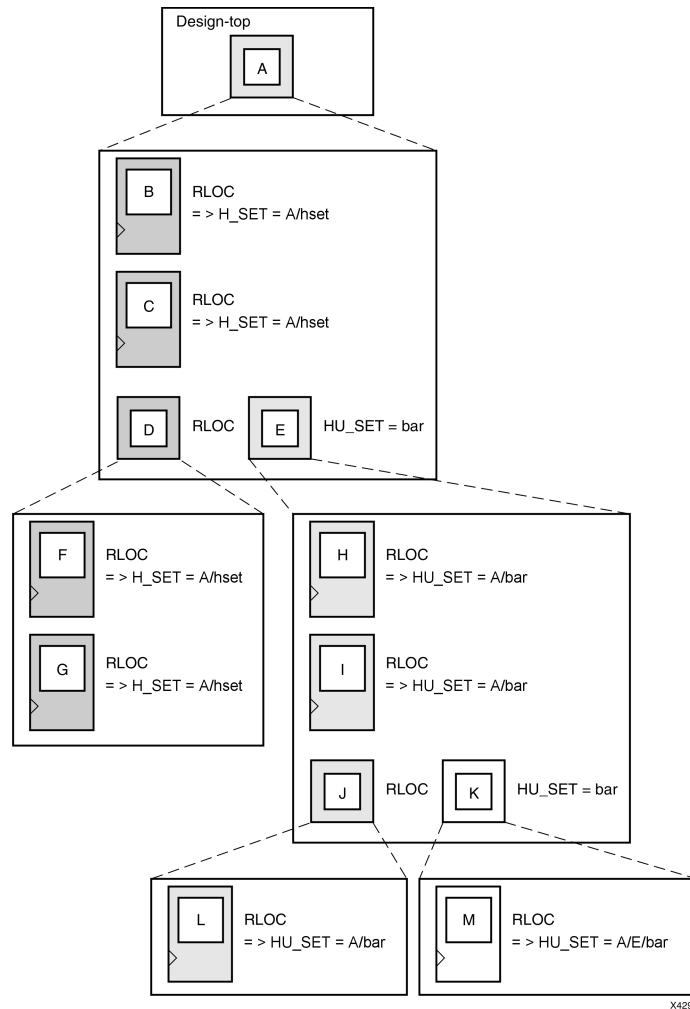 Design-top
A
B
RLOC
= > H_SET = A/hset
C
RLOC
= > H_SET = A/hset
D
RLOC
E
HU_SET = bar
F
RLOC
= > H_SET = A/hset
H
RLOC
= > HU_SET = A/bar
G
RLOC
= > H_SET = A/hset
I
RLOC
= > HU_SET = A/bar
J
RLOC
K
HU_SET = bar
L
RLOC
= > HU_SET = A/bar
M
RLOC
= > HU_SET = A/E/bar
X429